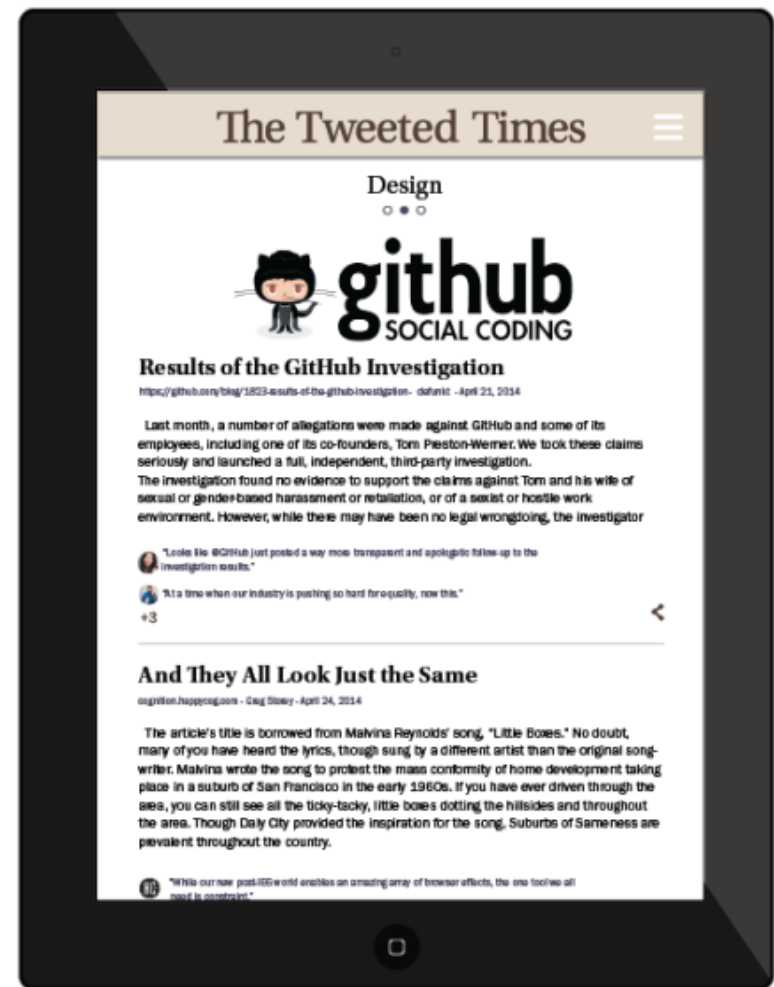 The Tweeted Times
Design
github
SOCIAL CODING
Results of the GitHub Investigation
https://github.com/blog/1823-results-of-the-github-investigation- defunkt - April 21, 2014
Last month, a number of allegations were made against GitHub and some of its
employees, including one of its co-founders, Tom Preston-Werner. We took these claims
seriously and launched a full, independent, third-party investigation.
The investigation found no evidence to support the claims against Tom and his wife of
sexual or gender-based harassment or retaliation, or of a sexist or hostile work
environment. However, while there may have been no legal wrongdoing, the investigator
"Looks like @GitHub just posted a way more transparent and apologetic follow-up to the
investigation results."
"At a time when our industry is pushing so hard for equality, now this."
+3
And They All Look Just the Same
cognition.happycog.com - Greg Storey - April 24, 2014
The article's title is borrowed from Malvina Reynolds' song, "Little Boxes." No doubt,
many of you have heard the lyrics, though sung by a different artist than the original song-
writer. Malvina wrote the song to protest the mass conformity of home development taking
place in a suburb of San Francisco in the early 1960s. If you have ever driven through the
area, you can still see all the ticky-tacky, little boxes dotting the hillsides and throughout
the area. Though Daly City provided the inspiration for the song, Suburbs of Sameness are
prevalent throughout the country.
"While our new post-IE6 world enables an amazing array of browser effects, the one tool we all
need is constraint."